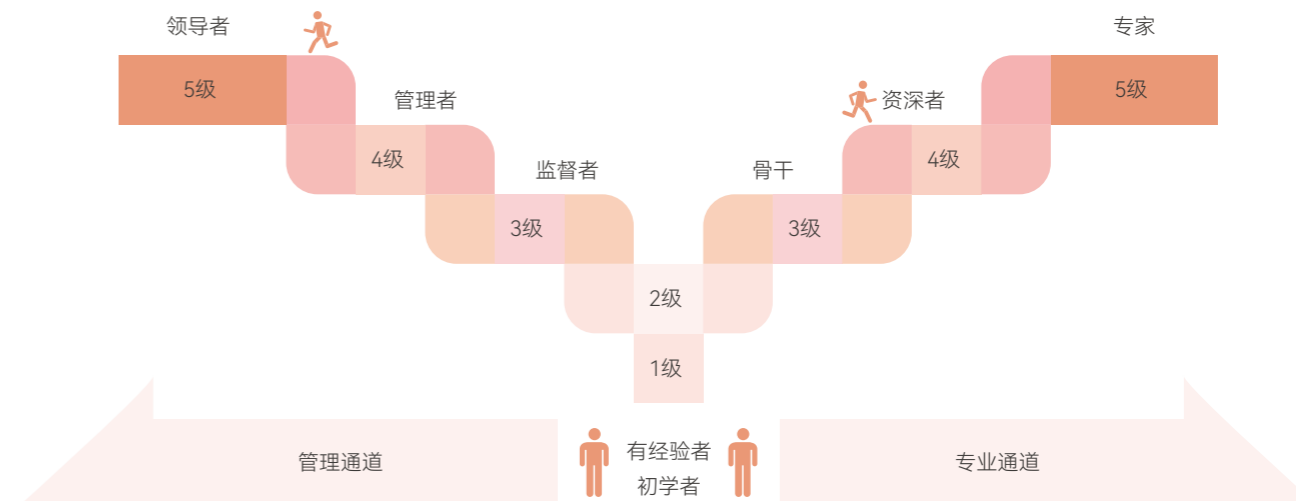 领导者
专家
5级
5级
管理者
资深者
4级
4级
监督者
骨干
3级
3级
2级
1级
有经验者
初学者
管理通道
专业通道